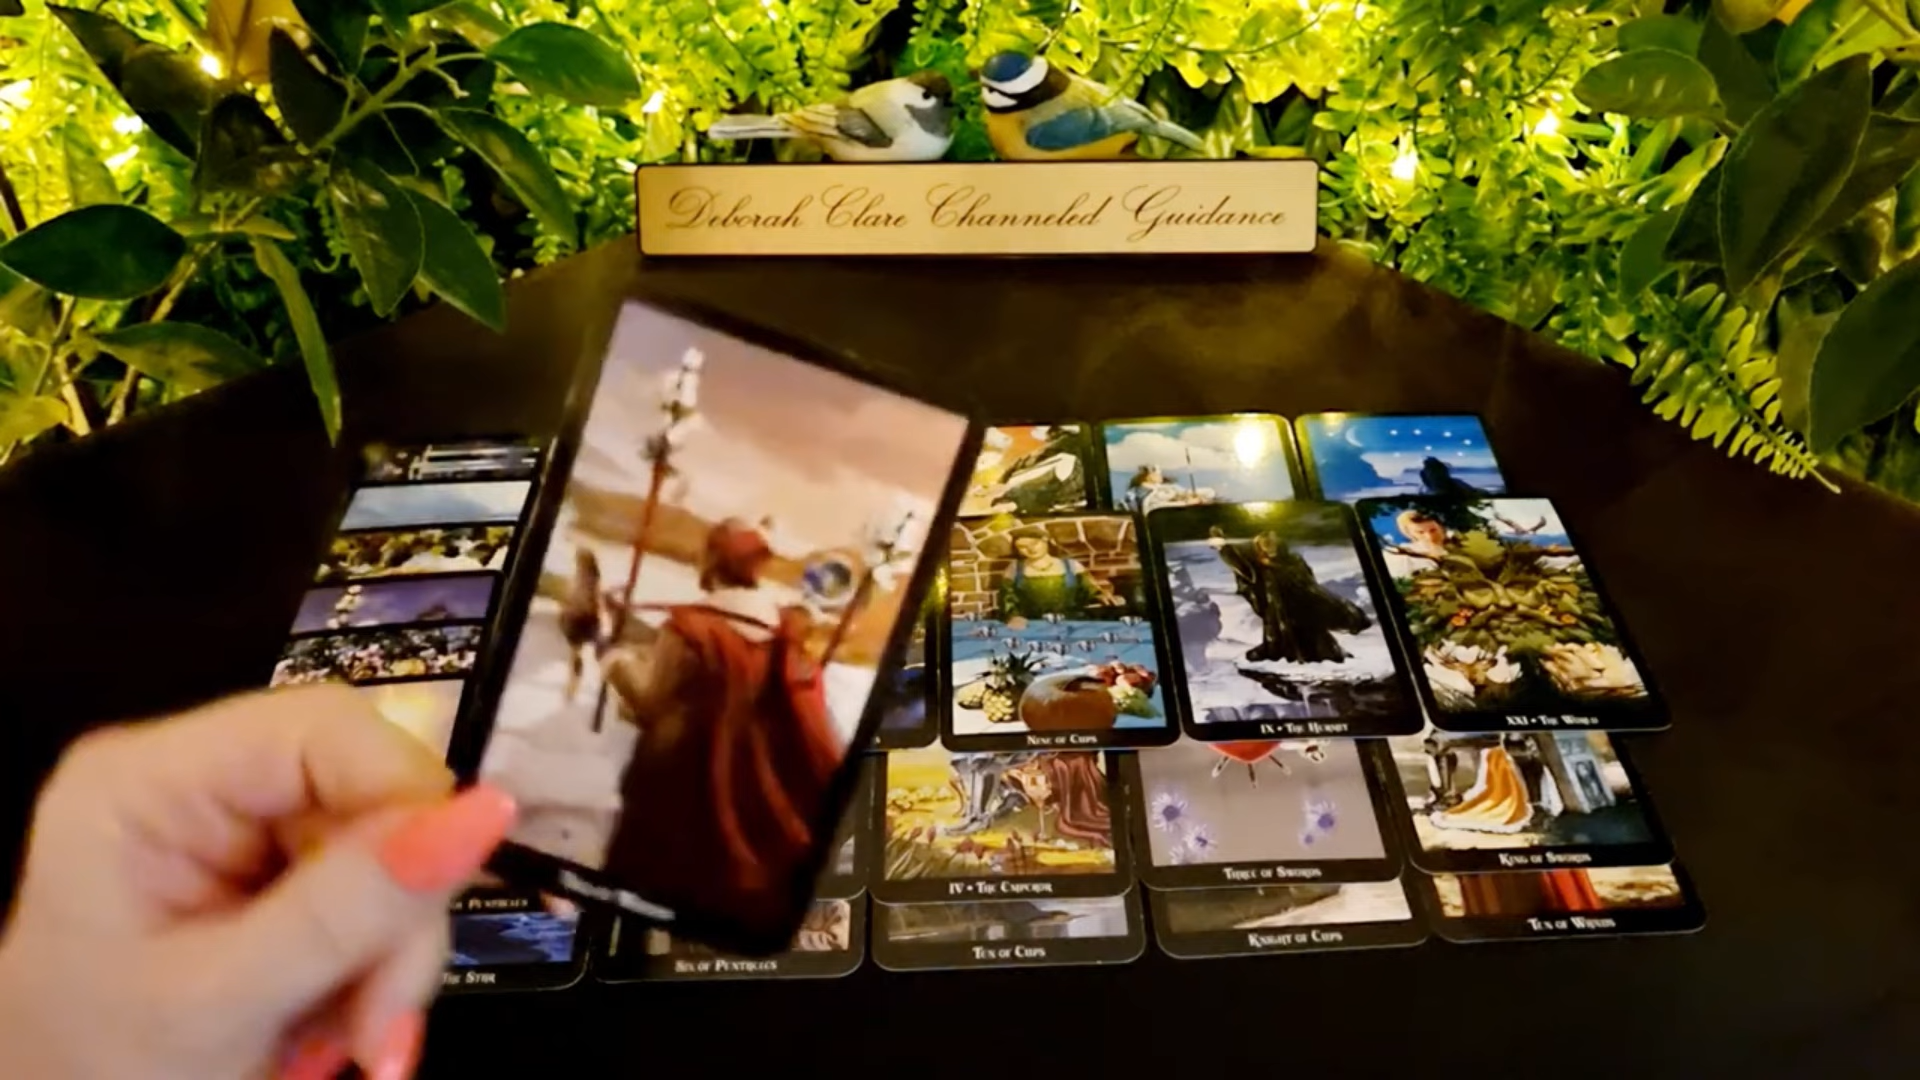 Deborah Clare Channeled Guidance
Nine of Cups
IX • The Hermit
XXI • The World
IV • The Emperor
Three of Swords
King of Swords
Pentacles
The Star
Six of Pentacles
Ten of Cups
Knight of Cups
Ten of Wands